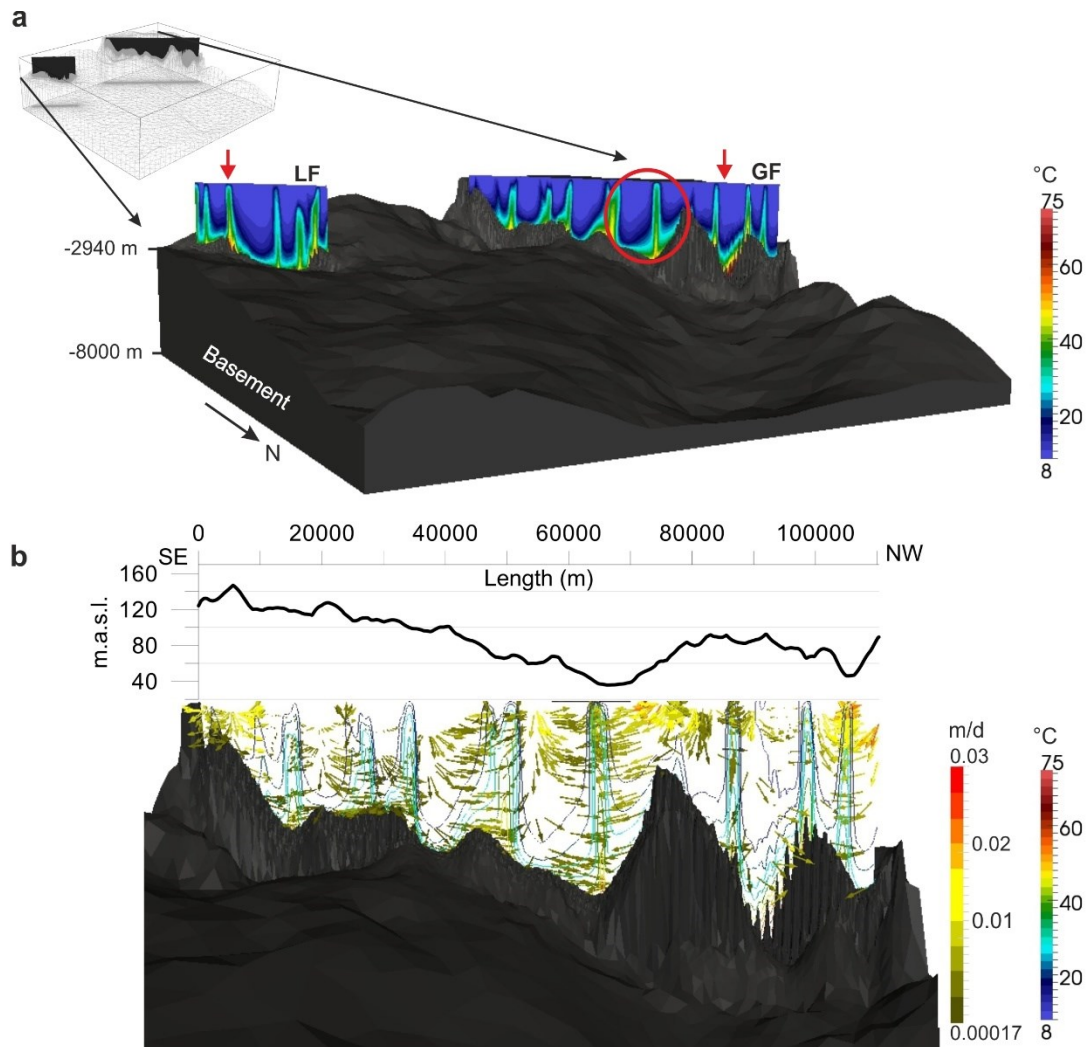 a
LF
GF
-2940 m
-8000 m
Basement
N
°C
75
60
40
20
8
b
0 20000 40000 60000 80000 100000
SE NW
Length (m)
160
120
80
40
m.a.s.l.
m/d
0.03
0.02
0.01
0.00017
°C
75
60
40
20
8